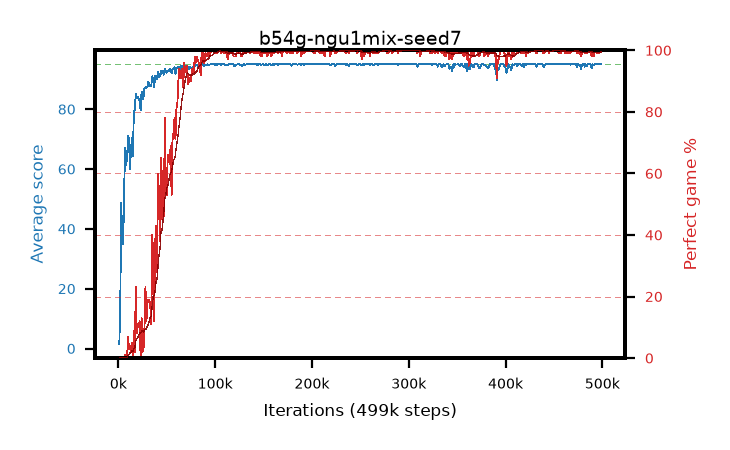 b54g-ngu1mix-seed7
Average score
80
60
40
20
0
100
80
60
40
20
0
Perfect game %
0k
100k
200k
300k
400k
500k
Iterations (499k steps)